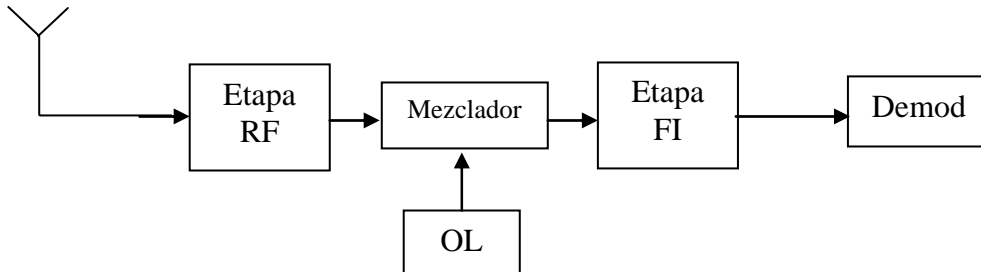 Etapa
RF
Mezclador
Etapa
FI
Demod
OL